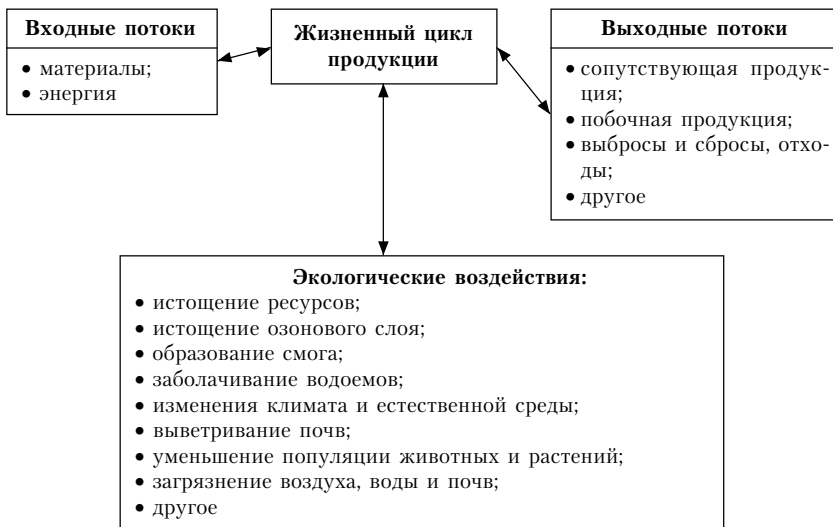 Входные потоки
• материалы;
• энергия
Жизненный цикл
продукции
Выходные потоки
• сопутствующая продук-
ция;
• побочная продукция;
• выбросы и сбросы, отхо-
ды;
• другое
Экологические воздействия:
• истощение ресурсов;
• истощение озонового слоя;
• образование смога;
• заболачивание водоемов;
• изменения климата и естественной среды;
• выветривание почв;
• уменьшение популяции животных и растений;
• загрязнение воздуха, воды и почв;
• другое